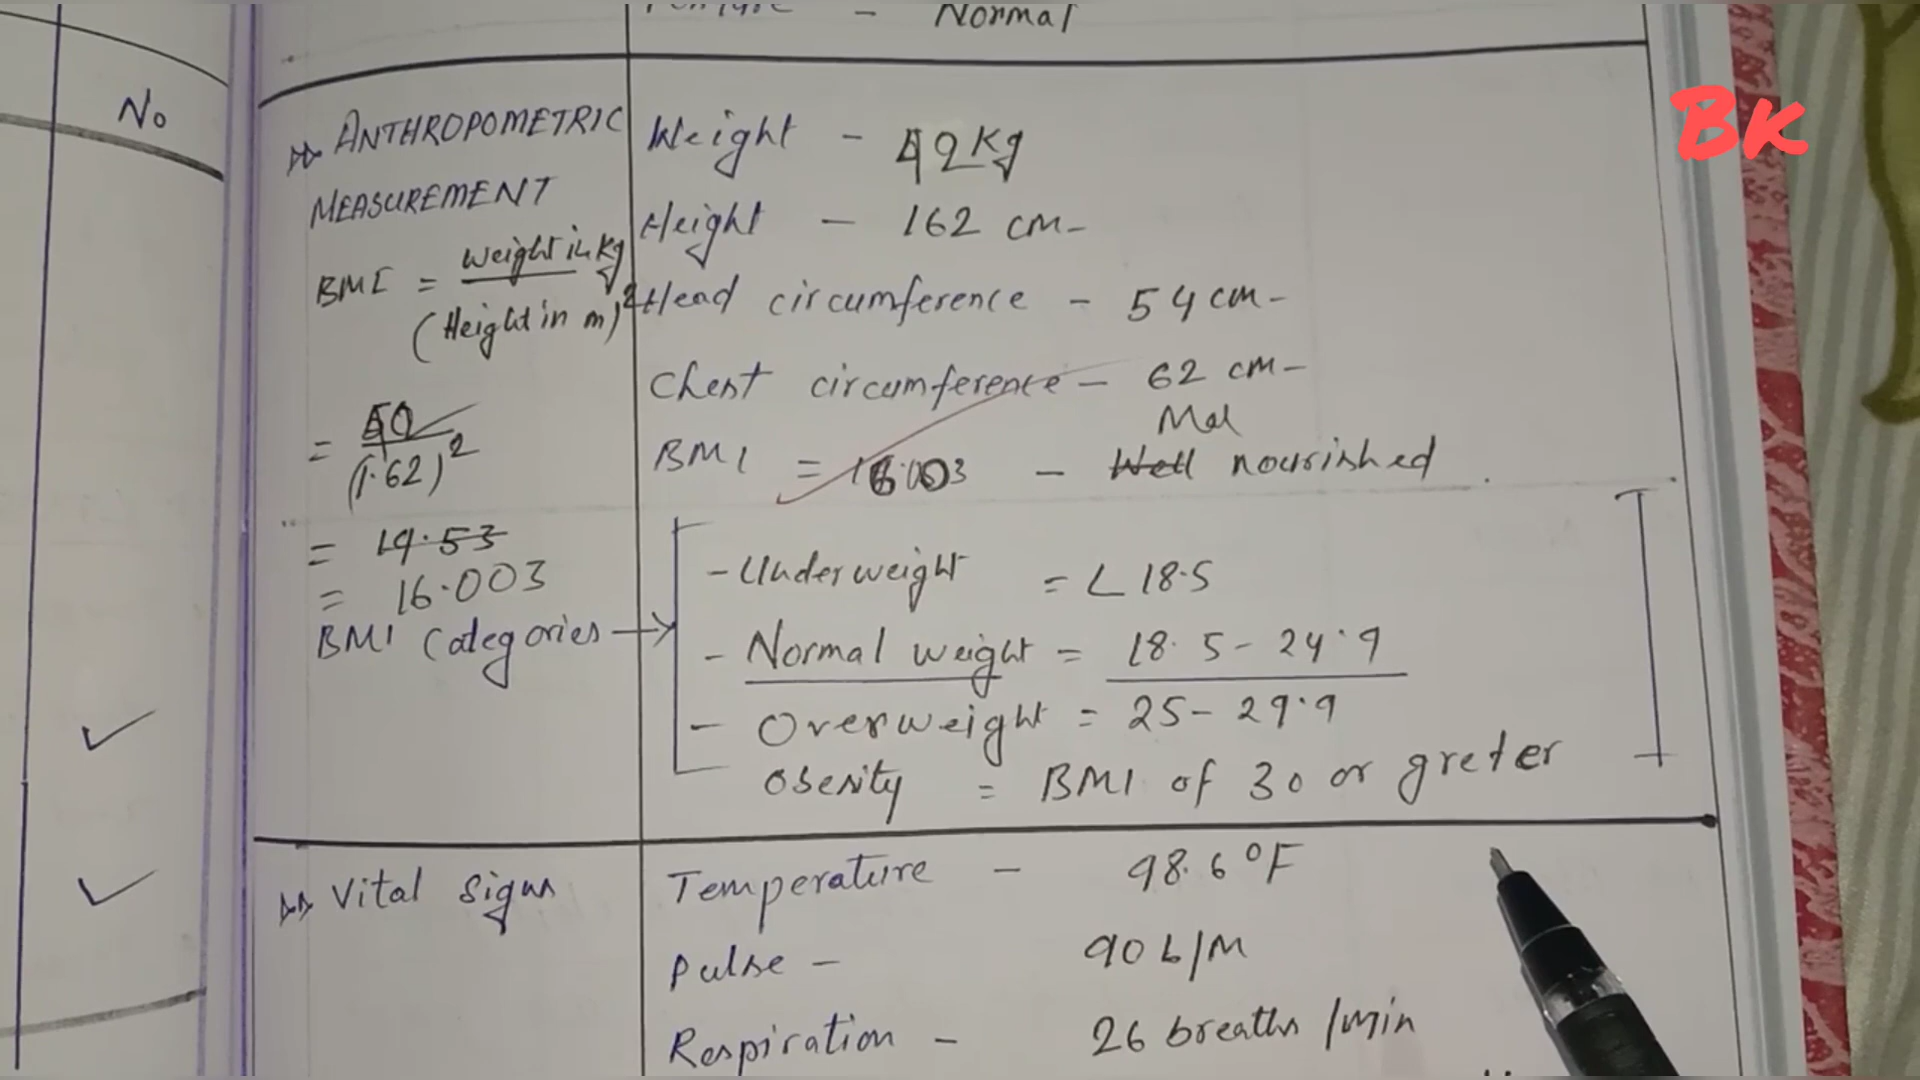 - Normal
No
ANTHROPOMETRIC
MEASUREMENT
BMI = Weight in kg
(Height in m)2
=
(1.62)2
= 19.53
= 16.003
BMI Categories →
Weight - 42 Kg
Height - 162 cm-
Head circumference - 54 cm-
Chest circumference - 62 cm-
Mal
BMI = 16.003 - Well nourished
- Underweight = < 18.5
- Normal weight = 18.5 - 24.9
- Overweight = 25 - 29.9
Obesity = BMI of 30 or greter
Vital signs
Temperature - 98.6°F
Pulse - 90 b/M
Respiration - 26 breaths /min
BK